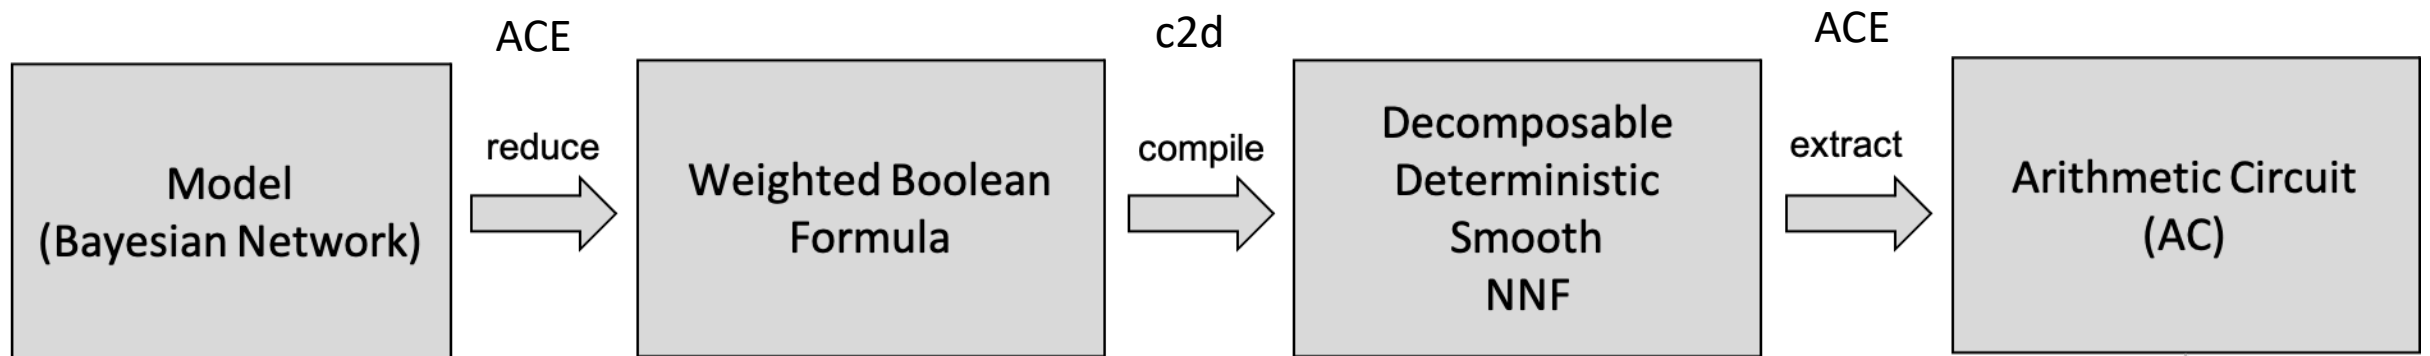 ACE
c2d
ACE
Model
(Bayesian Network)
reduce
Weighted Boolean
Formula
compile
Decomposable
Deterministic
Smooth
NNF
extract
Arithmetic Circuit
(AC)